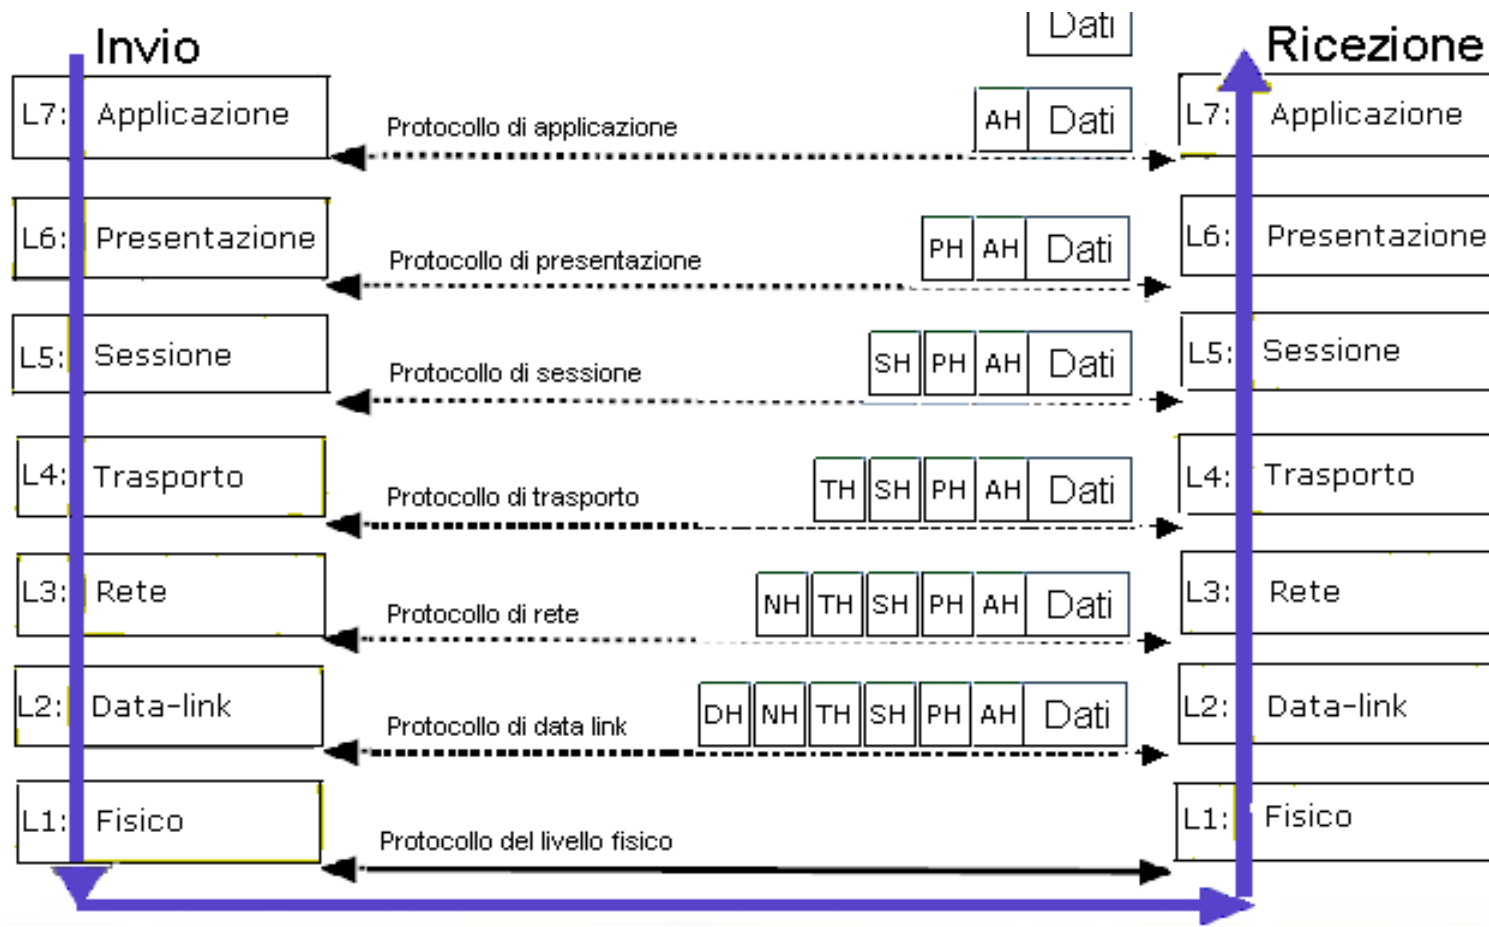 Invio
Dati
Ricezione
L7: Applicazione
Protocollo di applicazione
AH Dati
L7: Applicazione
L6: Presentazione
Protocollo di presentazione
PH AH Dati
L6: Presentazione
L5: Sessione
Protocollo di sessione
SH PH AH Dati
L5: Sessione
L4: Trasporto
Protocollo di trasporto
TH SH PH AH Dati
L4: Trasporto
L3: Rete
Protocollo di rete
NH TH SH PH AH Dati
L3: Rete
L2: Data-link
Protocollo di data link
DH NH TH SH PH AH Dati
L2: Data-link
L1: Fisico
Protocollo del livello fisico
L1: Fisico